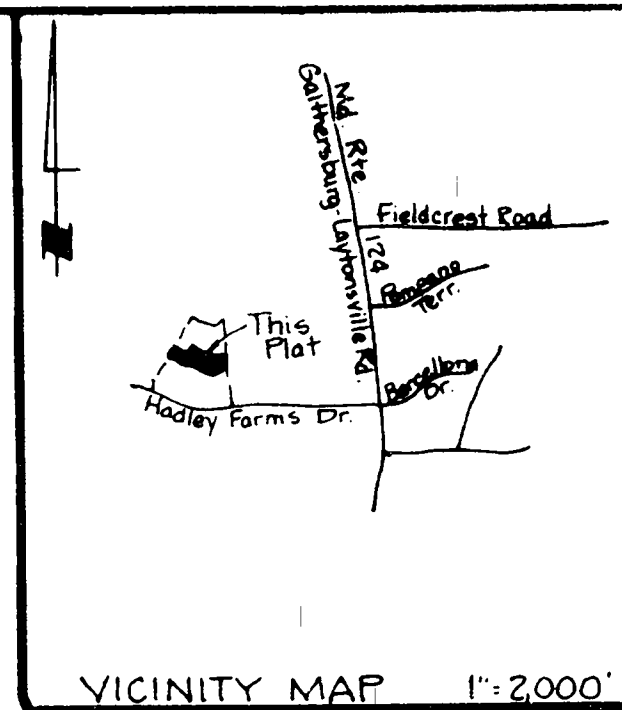 Md. Rte 124
Gaithersburg-Laytonsville Rd.
Fieldcrest Road
Pompano
Terr.
This
Plat
Barcellona
Dr.
Hadley Farms Dr.
VICINITY MAP 1"=2,000'